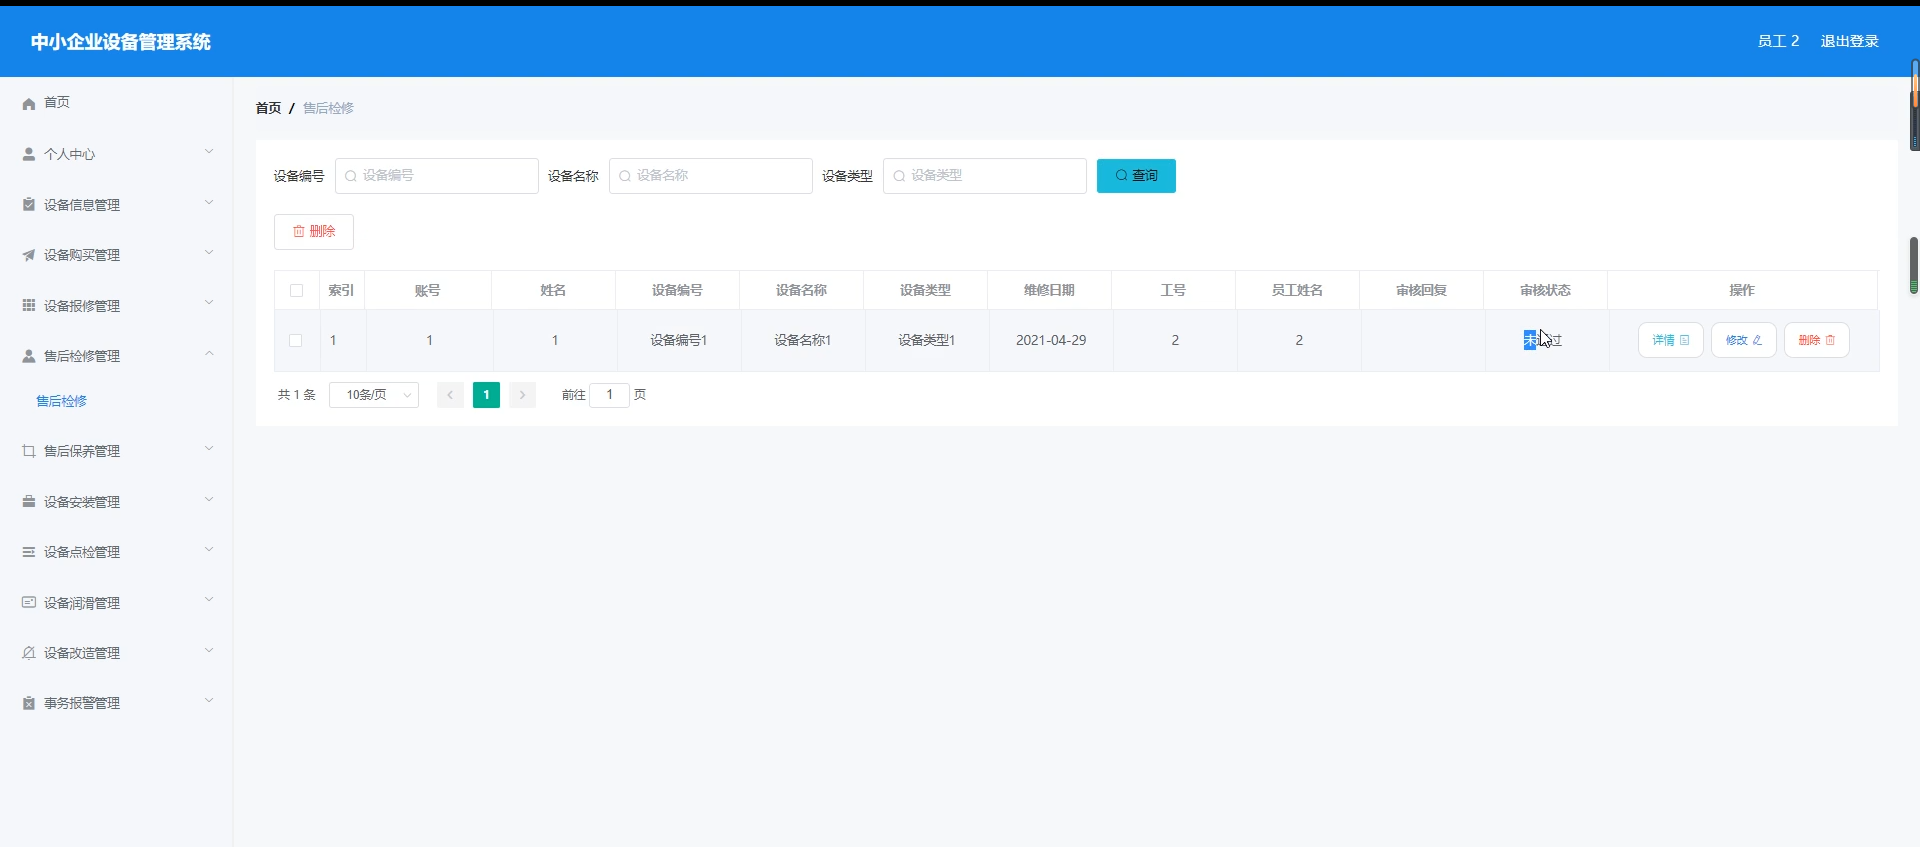 中小企业设备管理系统
员工 2 退出登录
首页
个人中心
设备信息管理
设备购买管理
设备报修管理
售后检修管理
售后检修
售后保养管理
设备安装管理
设备点检管理
设备润滑管理
设备改造管理
事务报警管理
首页 / 售后检修
设备编号 设备编号 设备名称 设备名称 设备类型 设备类型 查询
删除
索引 账号 姓名 设备编号 设备名称 设备类型 维修日期 工号 员工姓名 审核回复 审核状态 操作
1 1 1 设备编号1 设备名称1 设备类型1 2021-04-29 2 2 未通过 详情 修改 删除
共 1 条 10条/页 1 前往 1 页